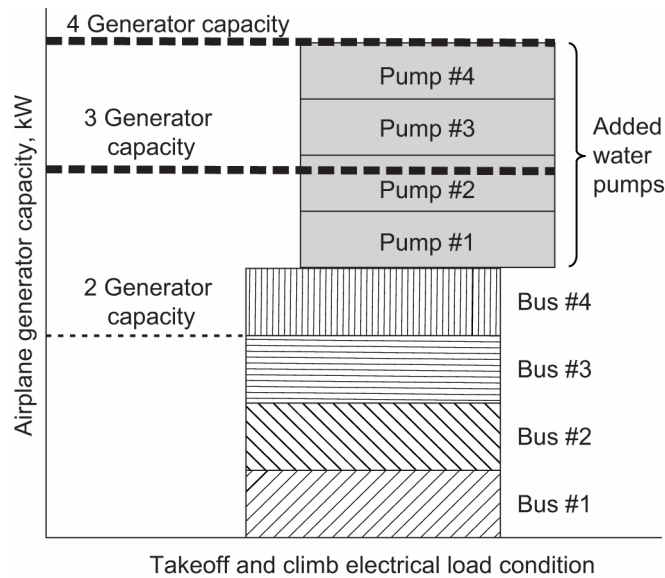 4 Generator capacity
Pump #4
3 Generator
capacity
Pump #3
Added
water
pumps
Pump #2
Pump #1
2 Generator
capacity
Bus #4
Bus #3
Bus #2
Bus #1
Airplane generator capacity, kW
Takeoff and climb electrical load condition